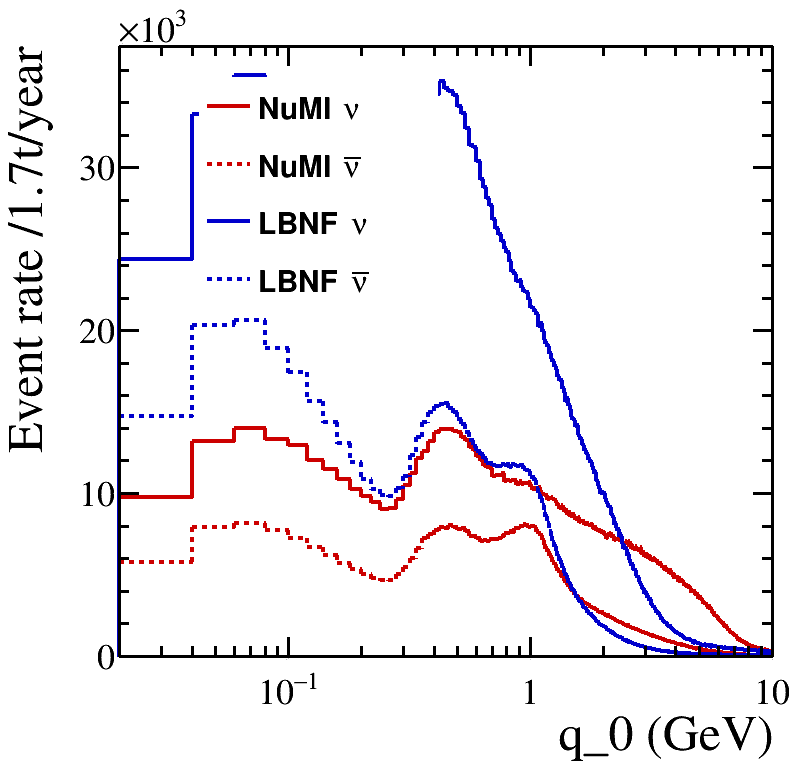 ×10³
Event rate /1.7t/year
30
20
10
0
NuMI ν
NuMI ν̅
LBNF ν
LBNF ν̅
10⁻¹
1
10
q_0 (GeV)